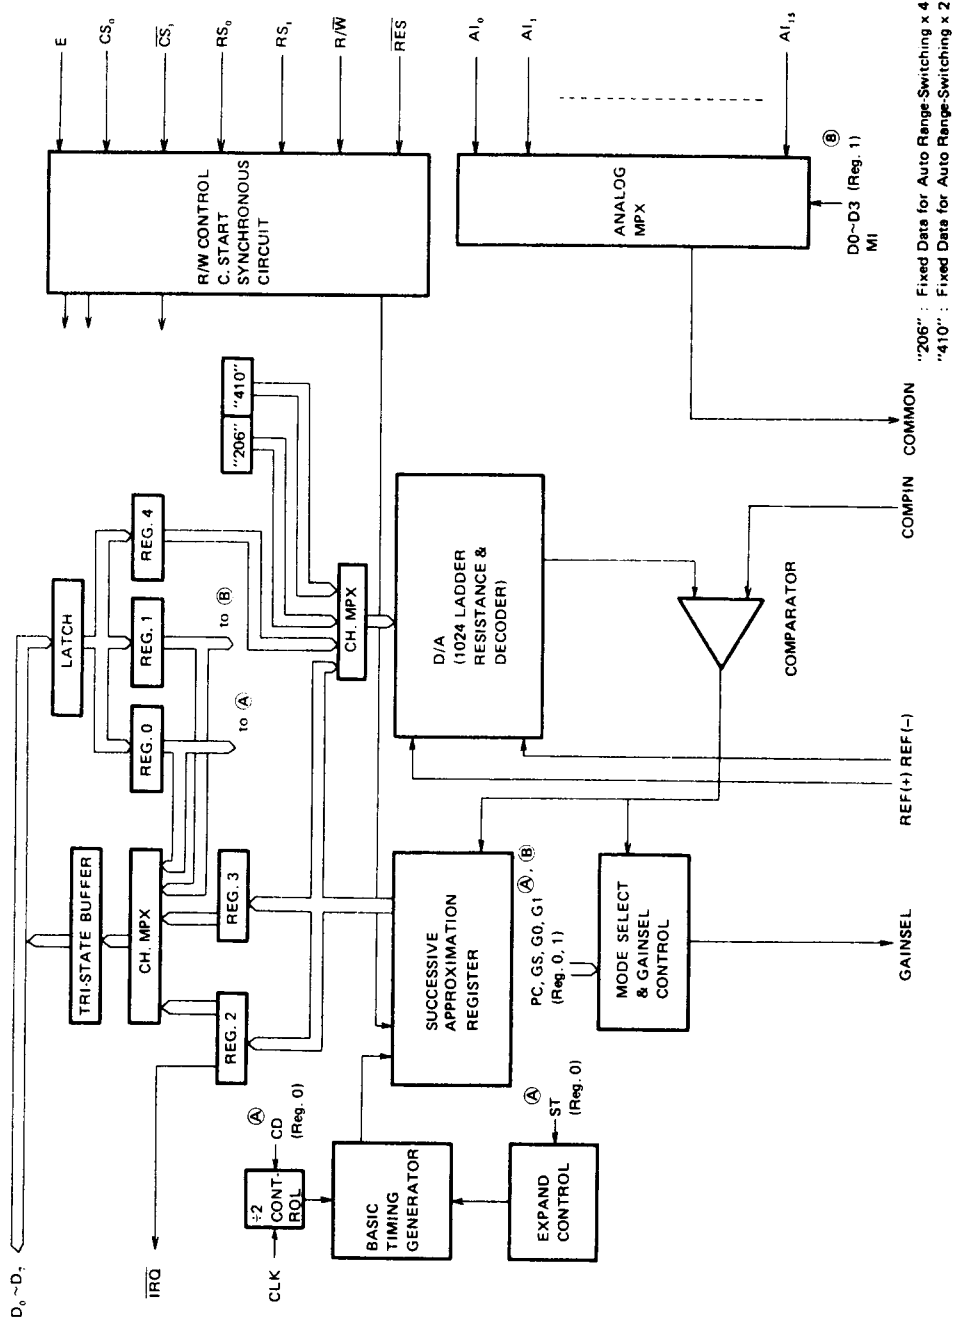 D₀~D₇
IRQ
CLK
÷2
CONT-
ROL
Ⓐ
CD
(Reg. 0)
BASIC
TIMING
GENERATOR
EXPAND
CONTROL
Ⓐ
ST
(Reg. 0)
TRI-STATE BUFFER
CH. MPX
REG. 2
REG. 3
SUCCESSIVE
APPROXIMATION
REGISTER
PC, GS, G0, G1 Ⓐ, Ⓑ
(Reg. 0, 1)
MODE SELECT
& GAINSEL
CONTROL
GAINSEL
LATCH
REG. 0
REG. 1
REG. 4
to Ⓐ
to Ⓑ
"206"
"410"
CH. MPX
D/A
(1024 LADDER
RESISTANCE &
DECODER)
COMPARATOR
REF(+)
REF(-)
COMPIN
COMMON
E
CS₀
CS₁
RS₀
RS₁
R/W
RES
R/W CONTROL
C. START
SYNCHRONOUS
CIRCUIT
AI₀
AI₁
AI₁₅
ANALOG
MPX
D0~D3 (Reg. 1) Ⓑ
MI
"206" : Fixed Data for Auto Range-Switching x 4
"410" : Fixed Data for Auto Range-Switching x 2